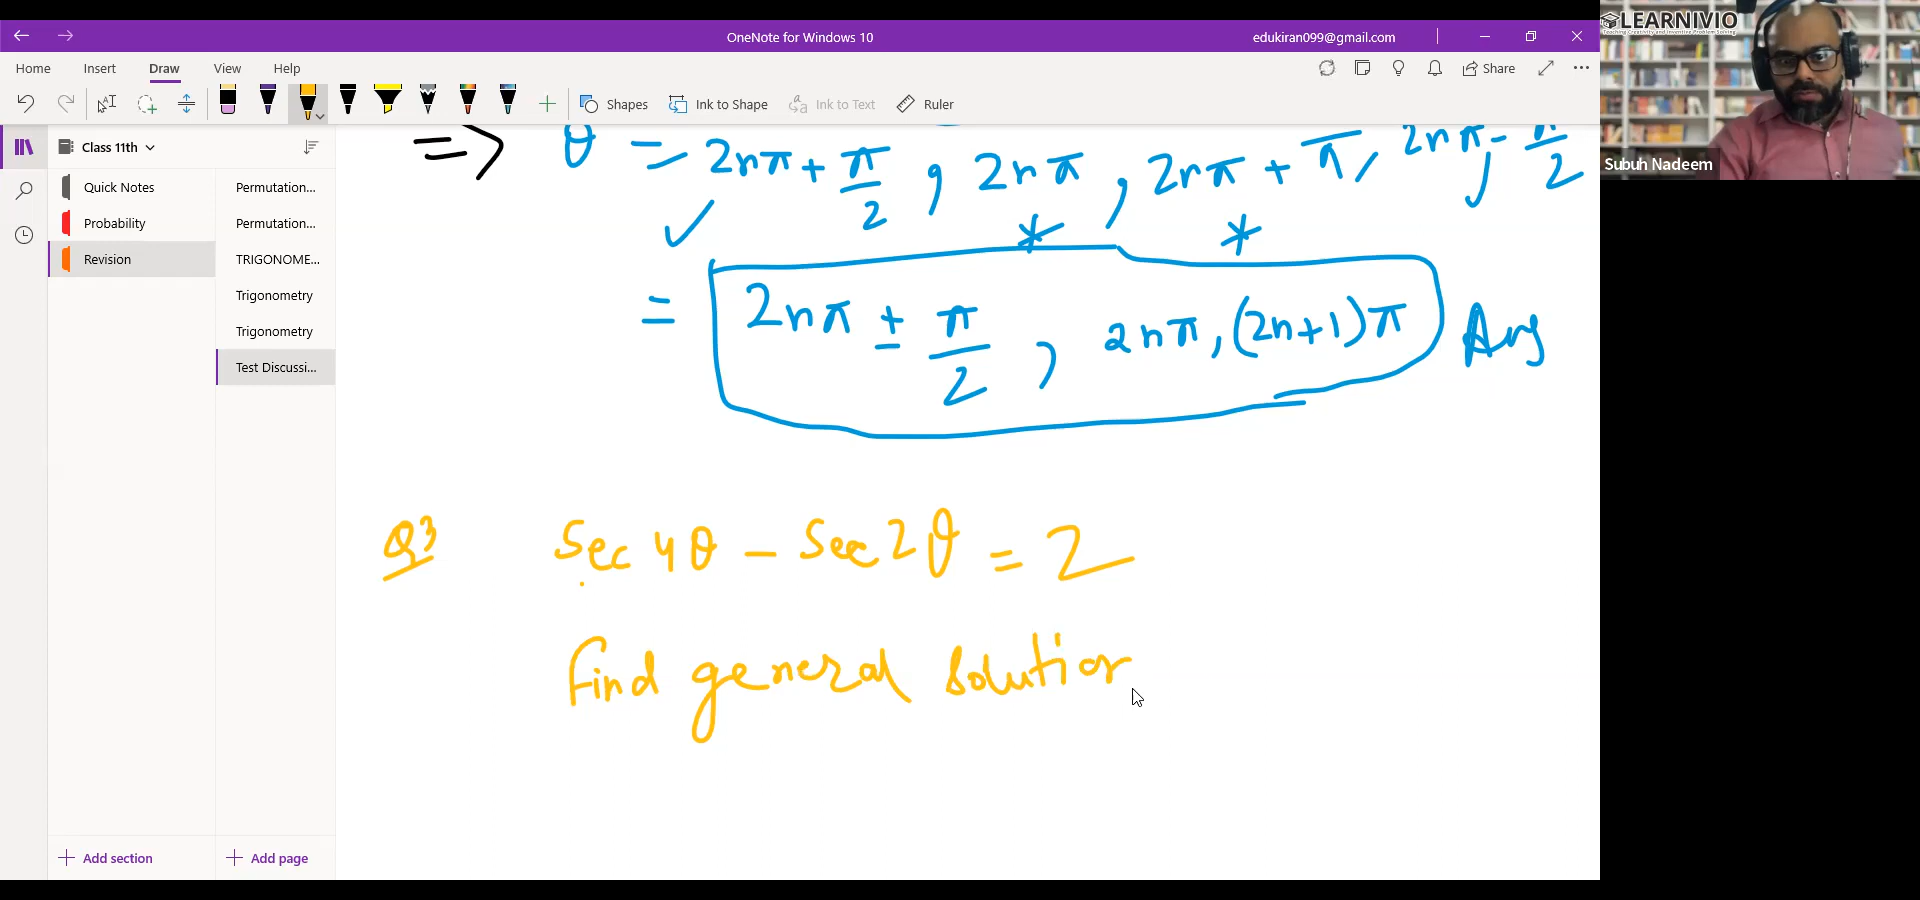 OneNote for Windows 10
edukiran099@gmail.com
LEARNIVIO
Home Insert Draw View Help
Share
Shapes Ink to Shape Ink to Text Ruler
Subuh Nadeem
Class 11th
Quick Notes
Probability
Revision
Permutation...
Permutation...
TRIGONOME...
Trigonometry
Trigonometry
Test Discussi...
Add section
Add page
=> θ = 2nπ + π/2 , 2nπ , 2nπ + π , 2nπ - π/2
✓ * *
= 2nπ ± π/2 , 2nπ, (2n+1)π Ans
Q3 Sec 4θ – Sec 2θ = 2
Find general solution